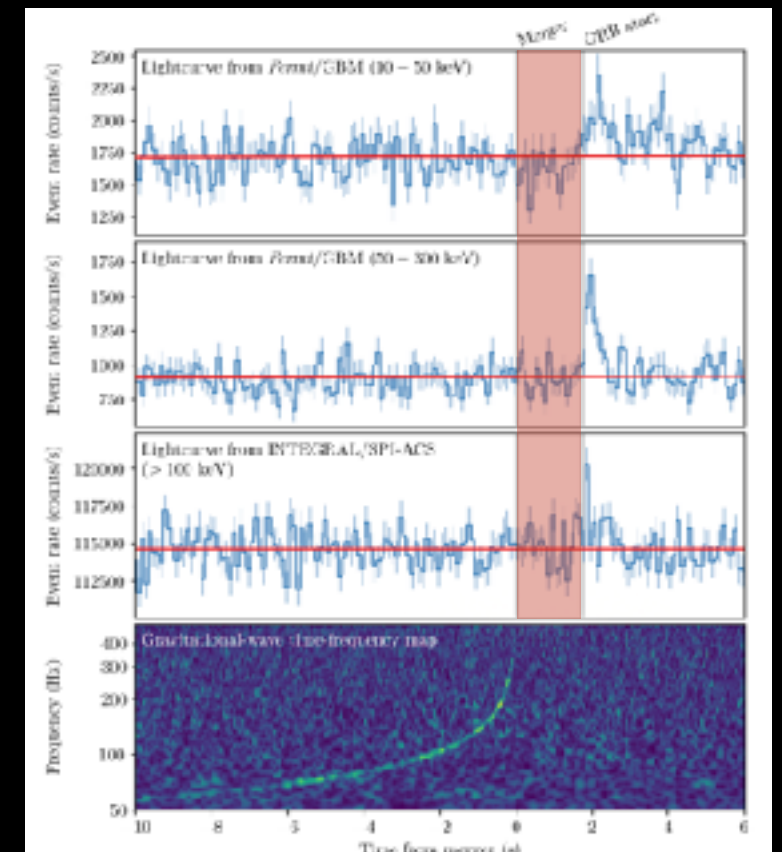 Merger
GRB start
Lightcurve from Fermi/GBM (10 – 50 keV)
Event rate (counts/s)
2500
2250
2000
1750
1500
1250
Lightcurve from Fermi/GBM (50 – 300 keV)
Event rate (counts/s)
1750
1500
1250
1000
750
Lightcurve from INTEGRAL/SPI-ACS
(> 100 keV)
Event rate (counts/s)
120000
117500
115000
112500
Gravitational-wave time-frequency map
Frequency (Hz)
400
300
200
100
50
10 8 6 4 2 0 2 4 6
Time from merger (s)